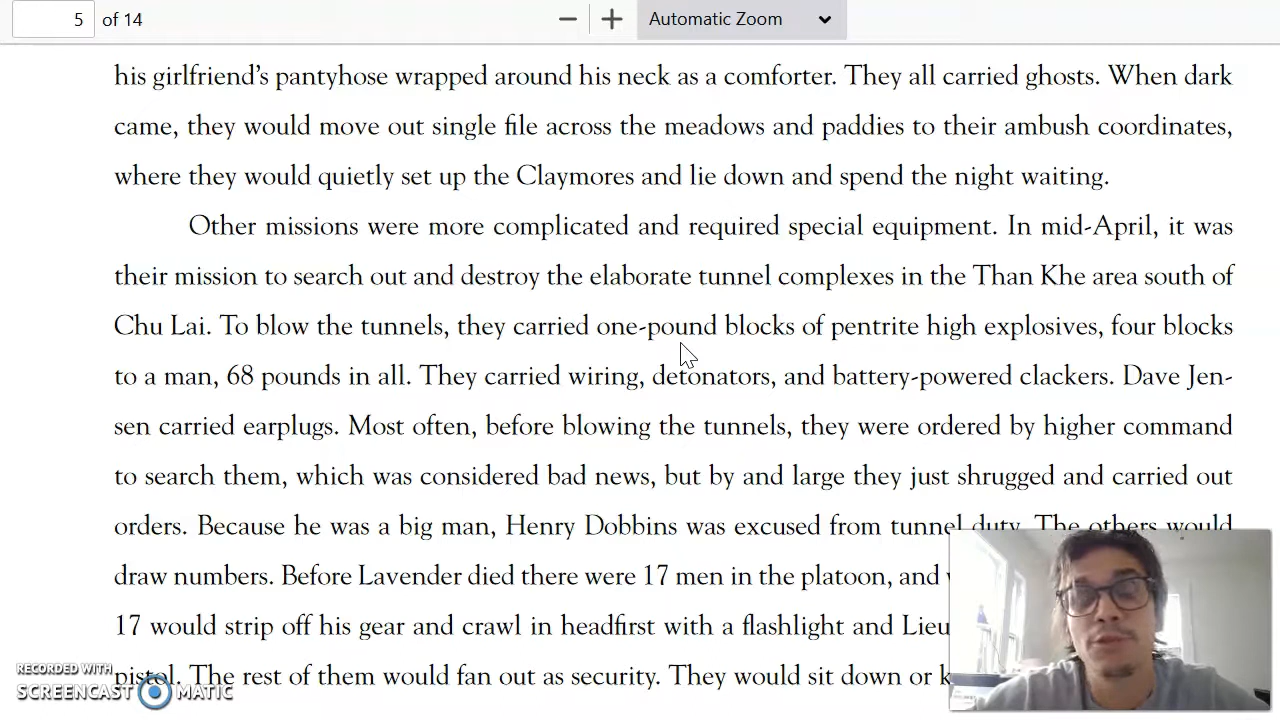 5 of 14
Automatic Zoom
his girlfriend's pantyhose wrapped around his neck as a comforter. They all carried ghosts. When dark
came, they would move out single file across the meadows and paddies to their ambush coordinates,
where they would quietly set up the Claymores and lie down and spend the night waiting.
Other missions were more complicated and required special equipment. In mid-April, it was
their mission to search out and destroy the elaborate tunnel complexes in the Than Khe area south of
Chu Lai. To blow the tunnels, they carried one-pound blocks of pentrite high explosives, four blocks
to a man, 68 pounds in all. They carried wiring, detonators, and battery-powered clackers. Dave Jen-
sen carried earplugs. Most often, before blowing the tunnels, they were ordered by higher command
to search them, which was considered bad news, but by and large they just shrugged and carried out
orders. Because he was a big man, Henry Dobbins was excused from tunnel duty. The others would
draw numbers. Before Lavender died there were 17 men in the platoon, and
17 would strip off his gear and crawl in headfirst with a flashlight and Lieu
pistol. The rest of them would fan out as security. They would sit down or
RECORDED WITH
SCREENCAST MATIC